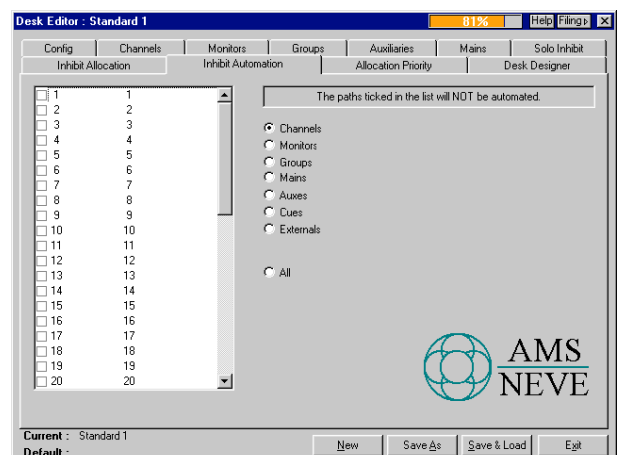 Desk Editor : Standard 1 81% Help Filing
Config Channels Monitors Groups Auxiliaries Mains Solo Inhibit
Inhibit Allocation Inhibit Automation Allocation Priority Desk Designer
The paths ticked in the list will NOT be automated.
1 1
2 2
3 3
4 4
5 5
6 6
7 7
8 8
9 9
10 10
11 11
12 12
13 13
14 14
15 15
16 16
17 17
18 18
19 19
20 20
Channels
Monitors
Groups
Mains
Auxes
Cues
Externals
All
AMS
NEVE
Current : Standard 1
Default :
New Save As Save & Load Exit